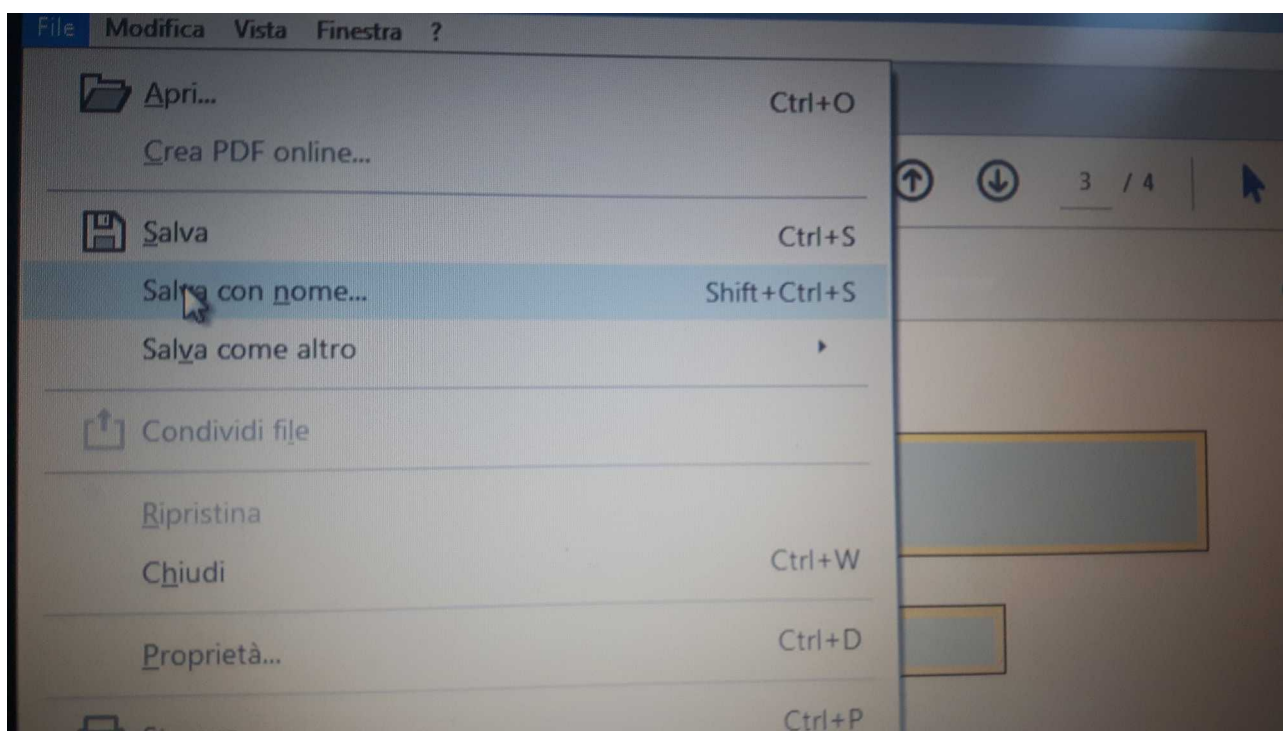 File Modifica Vista Finestra ?
Apri... Ctrl+O
Crea PDF online...
3 / 4
Salva Ctrl+S
Salva con nome... Shift+Ctrl+S
Salva come altro
Condividi file
Ripristina
Chiudi Ctrl+W
Proprietà... Ctrl+D
Ctrl+P